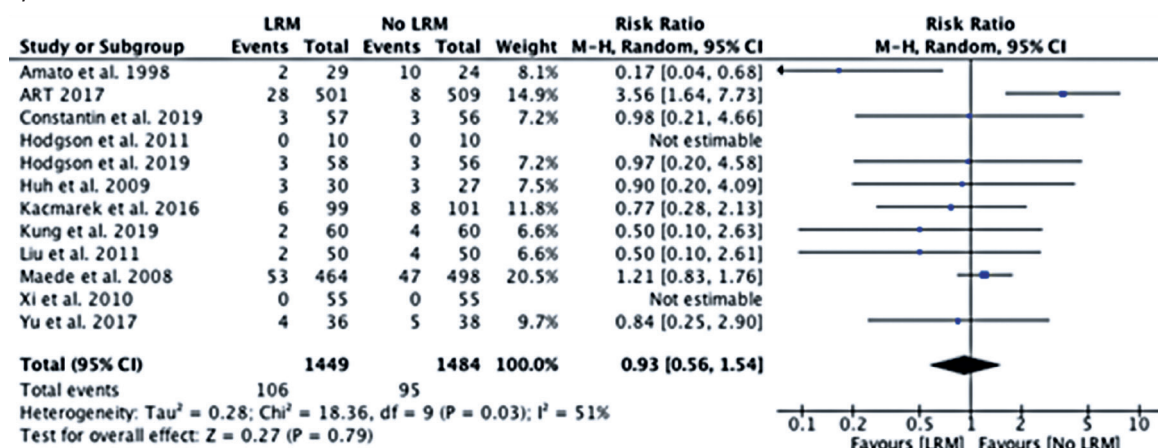 LRM No LRM Risk Ratio Risk Ratio
Study or Subgroup Events Total Events Total Weight M-H, Random, 95% CI M-H, Random, 95% CI
Amato et al. 1998 2 29 10 24 8.1% 0.17 [0.04, 0.68]
ART 2017 28 501 8 509 14.9% 3.56 [1.64, 7.73]
Constantin et al. 2019 3 57 3 56 7.2% 0.98 [0.21, 4.66]
Hodgson et al. 2011 0 10 0 10 Not estimable
Hodgson et al. 2019 3 58 3 56 7.2% 0.97 [0.20, 4.58]
Huh et al. 2009 3 30 3 27 7.5% 0.90 [0.20, 4.09]
Kacmarek et al. 2016 6 99 8 101 11.8% 0.77 [0.28, 2.13]
Kung et al. 2019 2 60 4 60 6.6% 0.50 [0.10, 2.63]
Liu et al. 2011 2 50 4 50 6.6% 0.50 [0.10, 2.61]
Maede et al. 2008 53 464 47 498 20.5% 1.21 [0.83, 1.76]
Xi et al. 2010 0 55 0 55 Not estimable
Yu et al. 2017 4 36 5 38 9.7% 0.84 [0.25, 2.90]
Total (95% CI) 1449 1484 100.0% 0.93 [0.56, 1.54]
Total events 106 95
Heterogeneity: Tau² = 0.28; Chi² = 18.36, df = 9 (P = 0.03); I² = 51%
Test for overall effect: Z = 0.27 (P = 0.79)
0.1 0.2 0.5 1 2 5 10
Favours [LRM] Favours [No LRM]